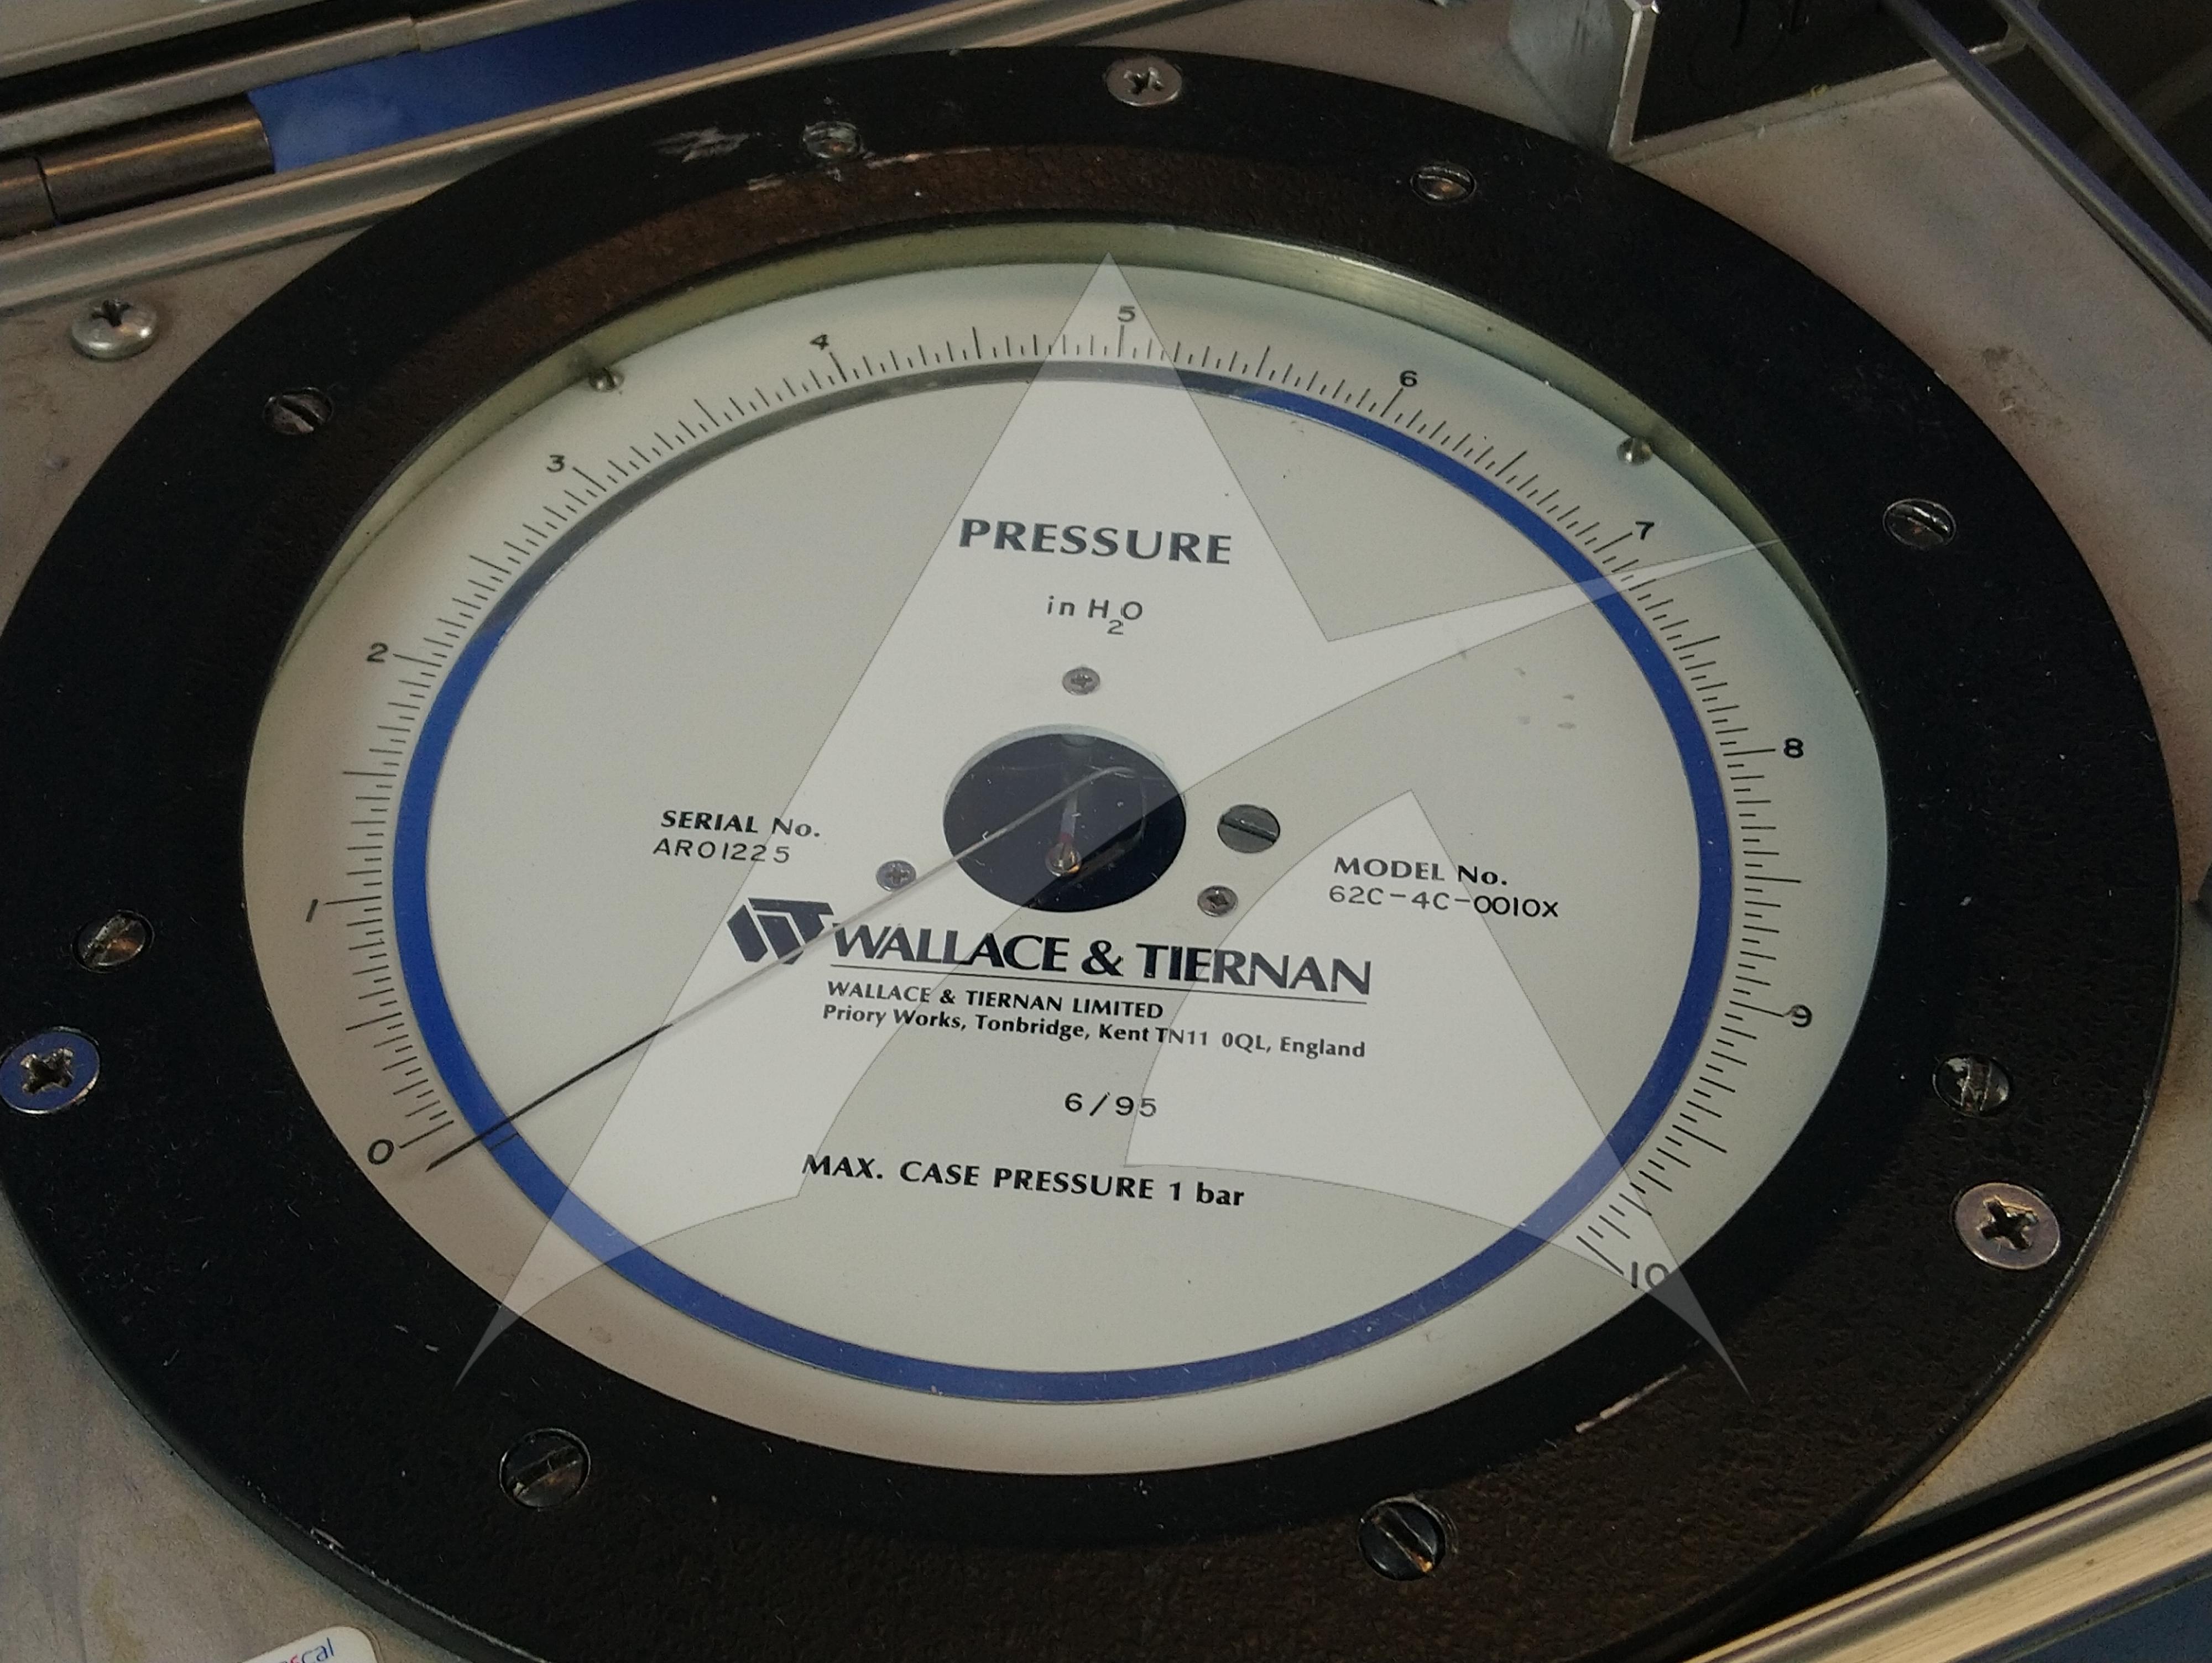 5
4
6
3
7
2
8
1
9
0
10
PRESSURE
in H2O
SERIAL No.
ARO1225
MODEL No.
62C-4C-0010X
WALLACE & TIERNAN
WALLACE & TIERNAN LIMITED
Priory Works, Tonbridge, Kent TN11 0QL, England
6/95
MAX. CASE PRESSURE 1 bar